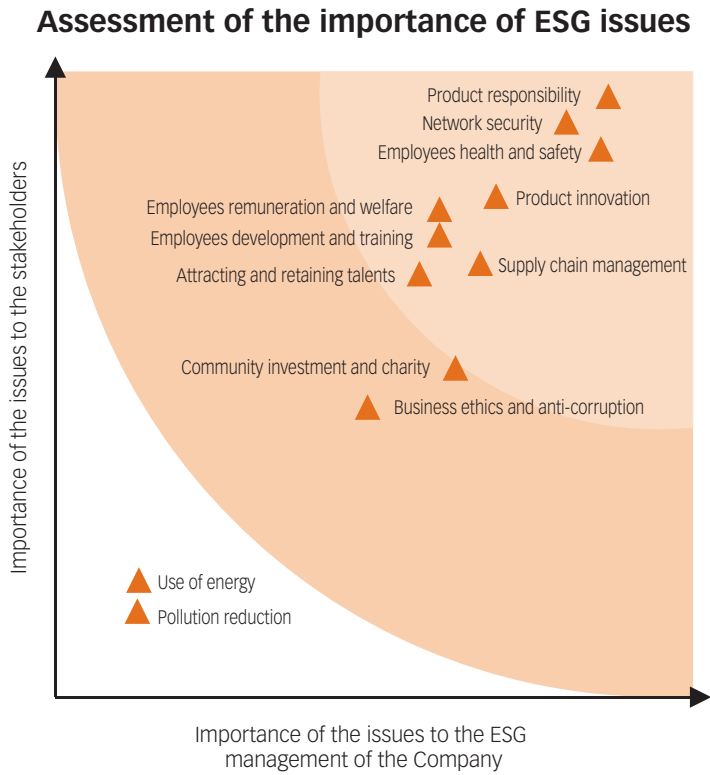 Assessment of the importance of ESG issues
Importance of the issues to the stakeholders
Product responsibility
Network security
Employees health and safety
Product innovation
Employees remuneration and welfare
Employees development and training
Supply chain management
Attracting and retaining talents
Community investment and charity
Business ethics and anti-corruption
Use of energy
Pollution reduction
Importance of the issues to the ESG
management of the Company